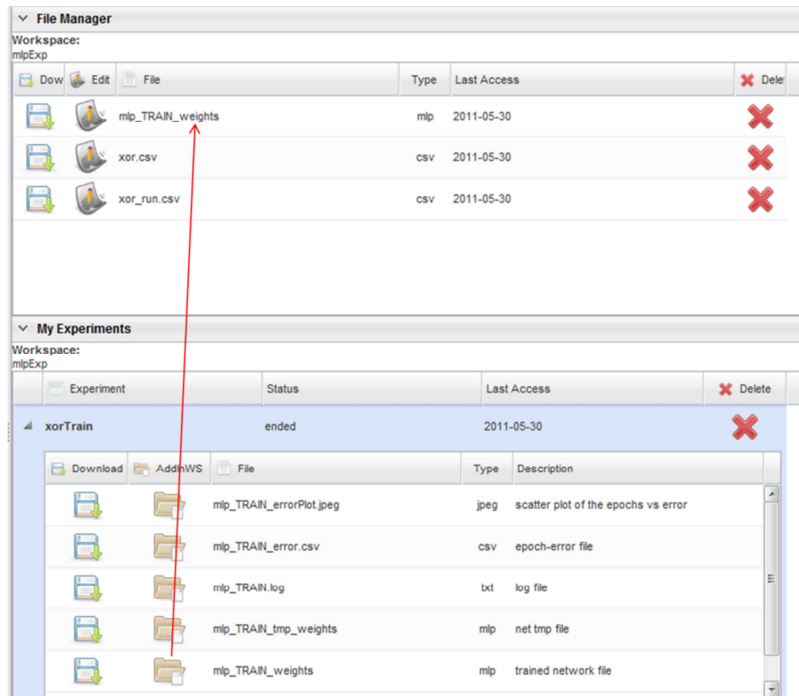 File Manager
Workspace:
mlpExp
Dow Edit File Type Last Access Dele
mlp_TRAIN_weights mlp 2011-05-30
xor.csv csv 2011-05-30
xor_run.csv csv 2011-05-30
My Experiments
Workspace:
mlpExp
Experiment Status Last Access Delete
xorTrain ended 2011-05-30
Download AddInWS File Type Description
mlp_TRAIN_errorPlot.jpeg jpeg scatter plot of the epochs vs error
mlp_TRAIN_error.csv csv epoch-error file
mlp_TRAIN.log txt log file
mlp_TRAIN_tmp_weights mlp net tmp file
mlp_TRAIN_weights mlp trained network file